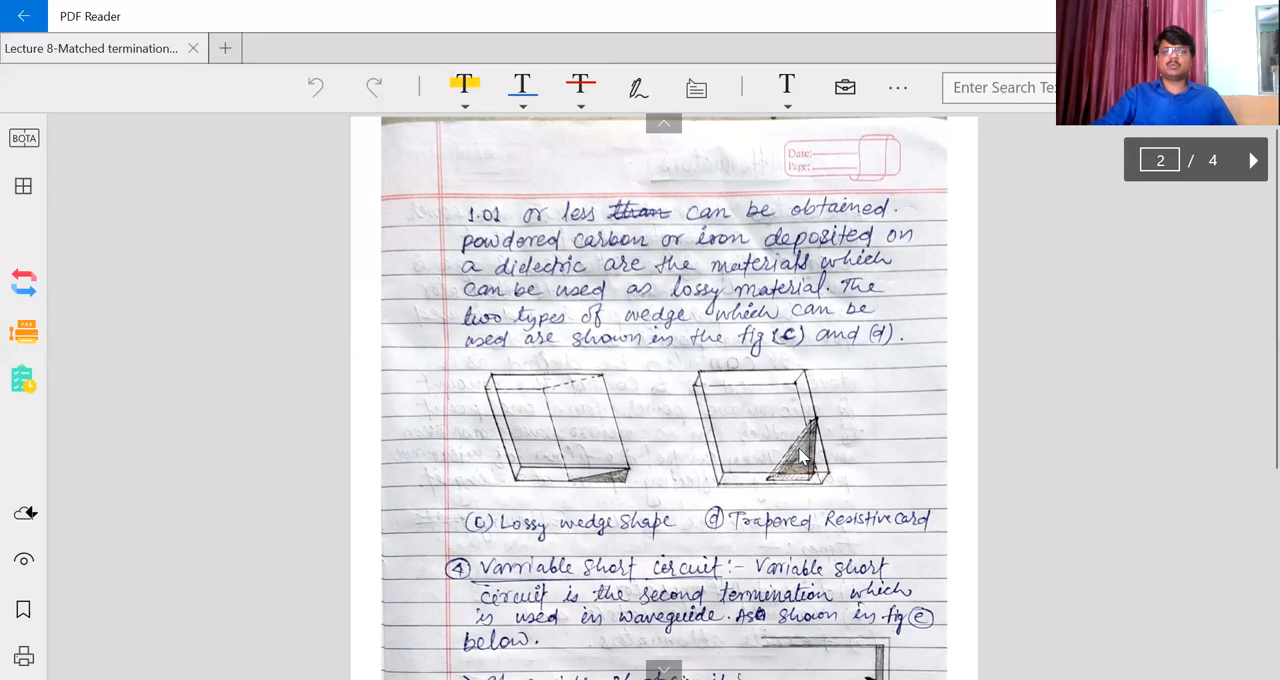 PDF Reader
Lecture 8-Matched termination...
Enter Search Te
BOTA
2 / 4
Date:
Page:
1.01 or less than can be obtained.
powdered carbon or iron deposited on
a dielectric are the materials which
can be used as lossy material. The
two types of wedge which can be
used are shown in the fig (c) and (d).
(c) Lossy wedge shape (d) Trapered Resistive card
(4) Varriable short circuit :- Variable short
circuit is the second termination which
is used in waveguide. As shown in fig (e)
below.